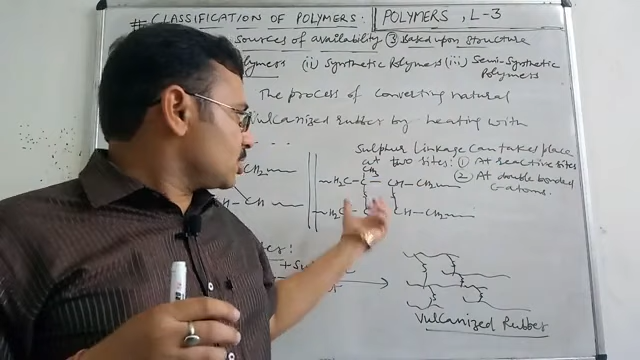 # CLASSIFICATION OF POLYMERS: POLYMERS, L-3
sources of availability ③ Based upon structure
Polymers (ii) Synthetic Polymers (iii) Semi-Synthetic Polymers
The process of converting natural
Vulcanized rubber by heating with
Sulphur Linkage can takes place
at two sites: ① At reactive sites
② At double bonded
C-atoms.
CH3
H2C - C - CH - CH2
CH2
CH
H2C - CH - CH2
Vulcanized Rubber